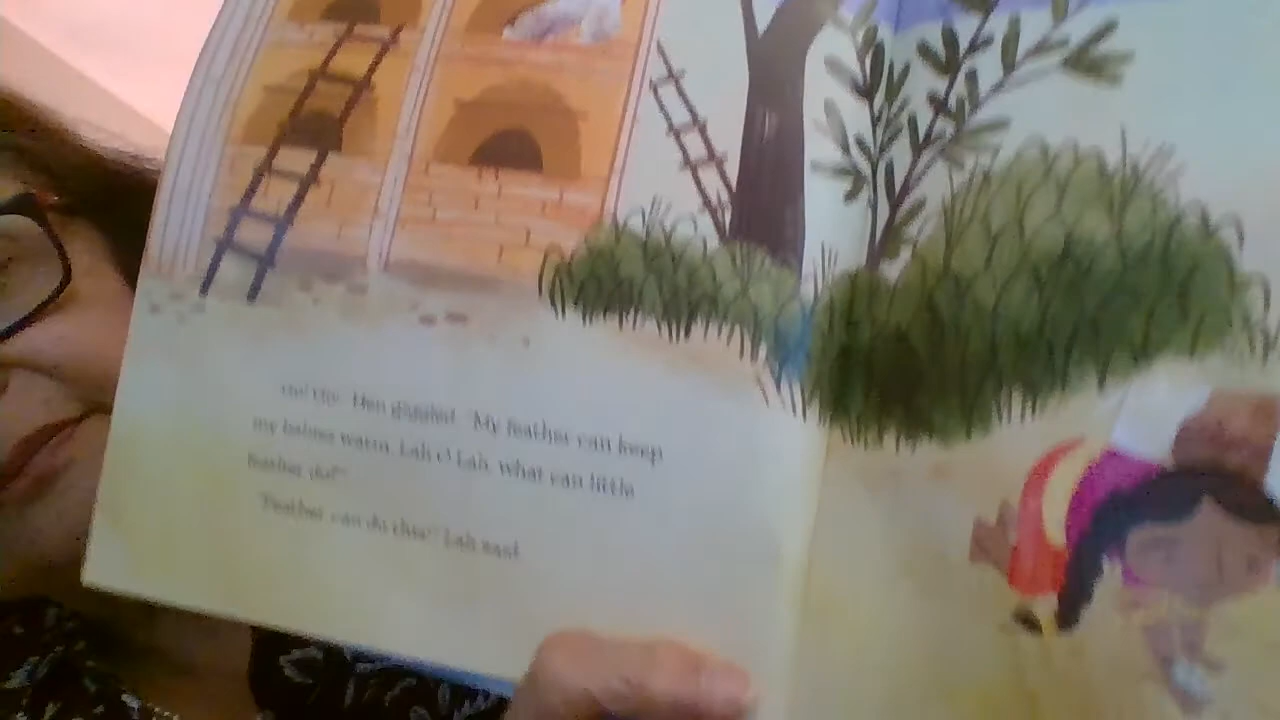 Hen giggled. "My feather can keep
my babies warm. Lah O Lah, what can little
feather do?"
"Feather can do this!" Lah said.